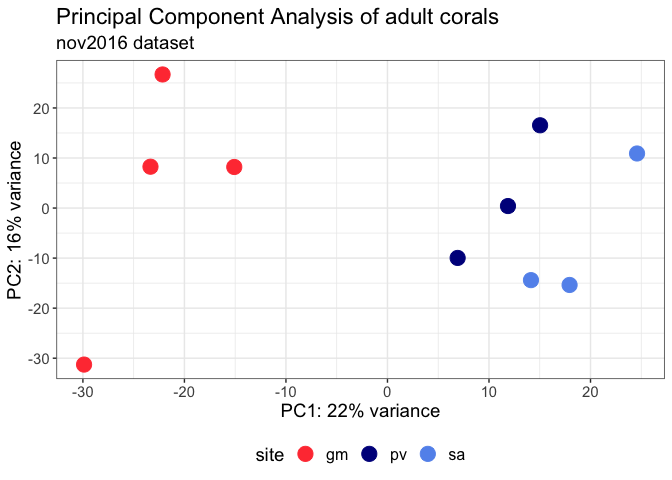 Principal Component Analysis of adult corals
nov2016 dataset
20
10
0
-10
-20
-30
PC2: 16% variance
-30 -20 -10 0 10 20
PC1: 22% variance
site gm pv sa